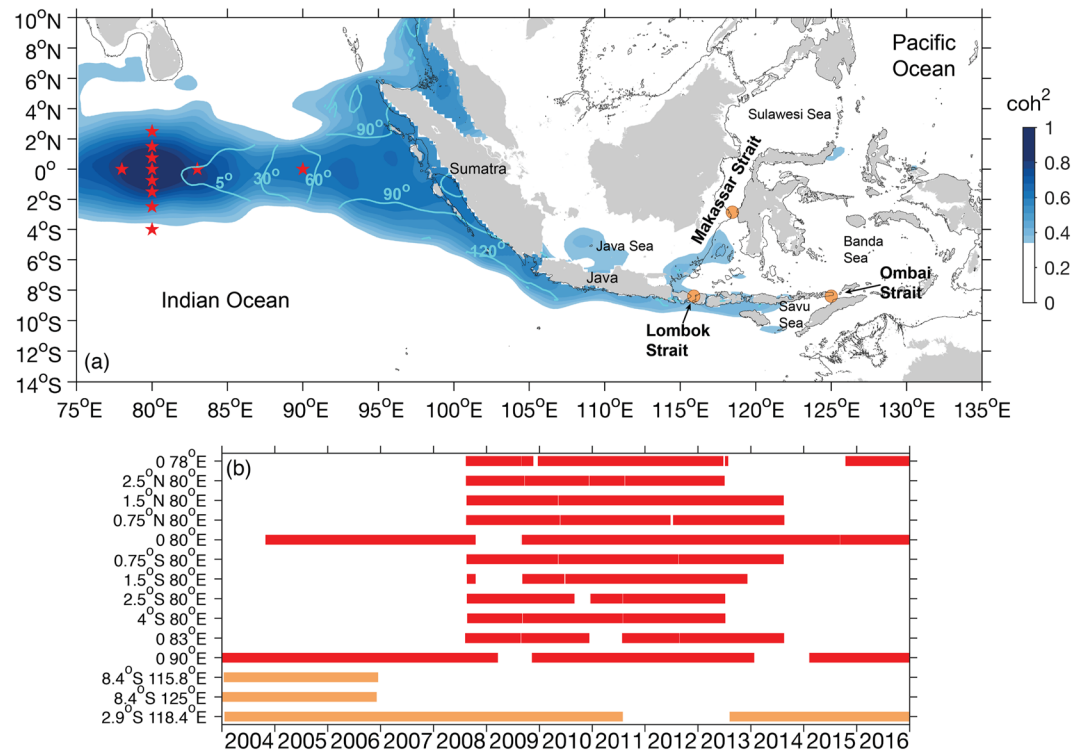 10°N
8°N
6°N
4°N
2°N
0°
2°S
4°S
6°S
8°S
10°S
12°S
14°S
75°E 80°E 85°E 90°E 95°E 100°E 105°E 110°E 115°E 120°E 125°E 130°E 135°E
Pacific
Ocean
Sulawesi Sea
Makassar Strait
Sumatra
Java Sea
Java
Banda
Sea
Ombai
Strait
Savu
Sea
Lombok
Strait
Indian Ocean
90°
5°
30°
60°
90°
120°
(a)
coh²
1
0.8
0.6
0.4
0.2
0
(b)
0 78°E
2.5°N 80°E
1.5°N 80°E
0.75°N 80°E
0 80°E
0.75°S 80°E
1.5°S 80°E
2.5°S 80°E
4°S 80°E
0 83°E
0 90°E
8.4°S 115.8°E
8.4°S 125°E
2.9°S 118.4°E
2004 2005 2006 2007 2008 2009 2010 2011 2012 2013 2014 2015 2016